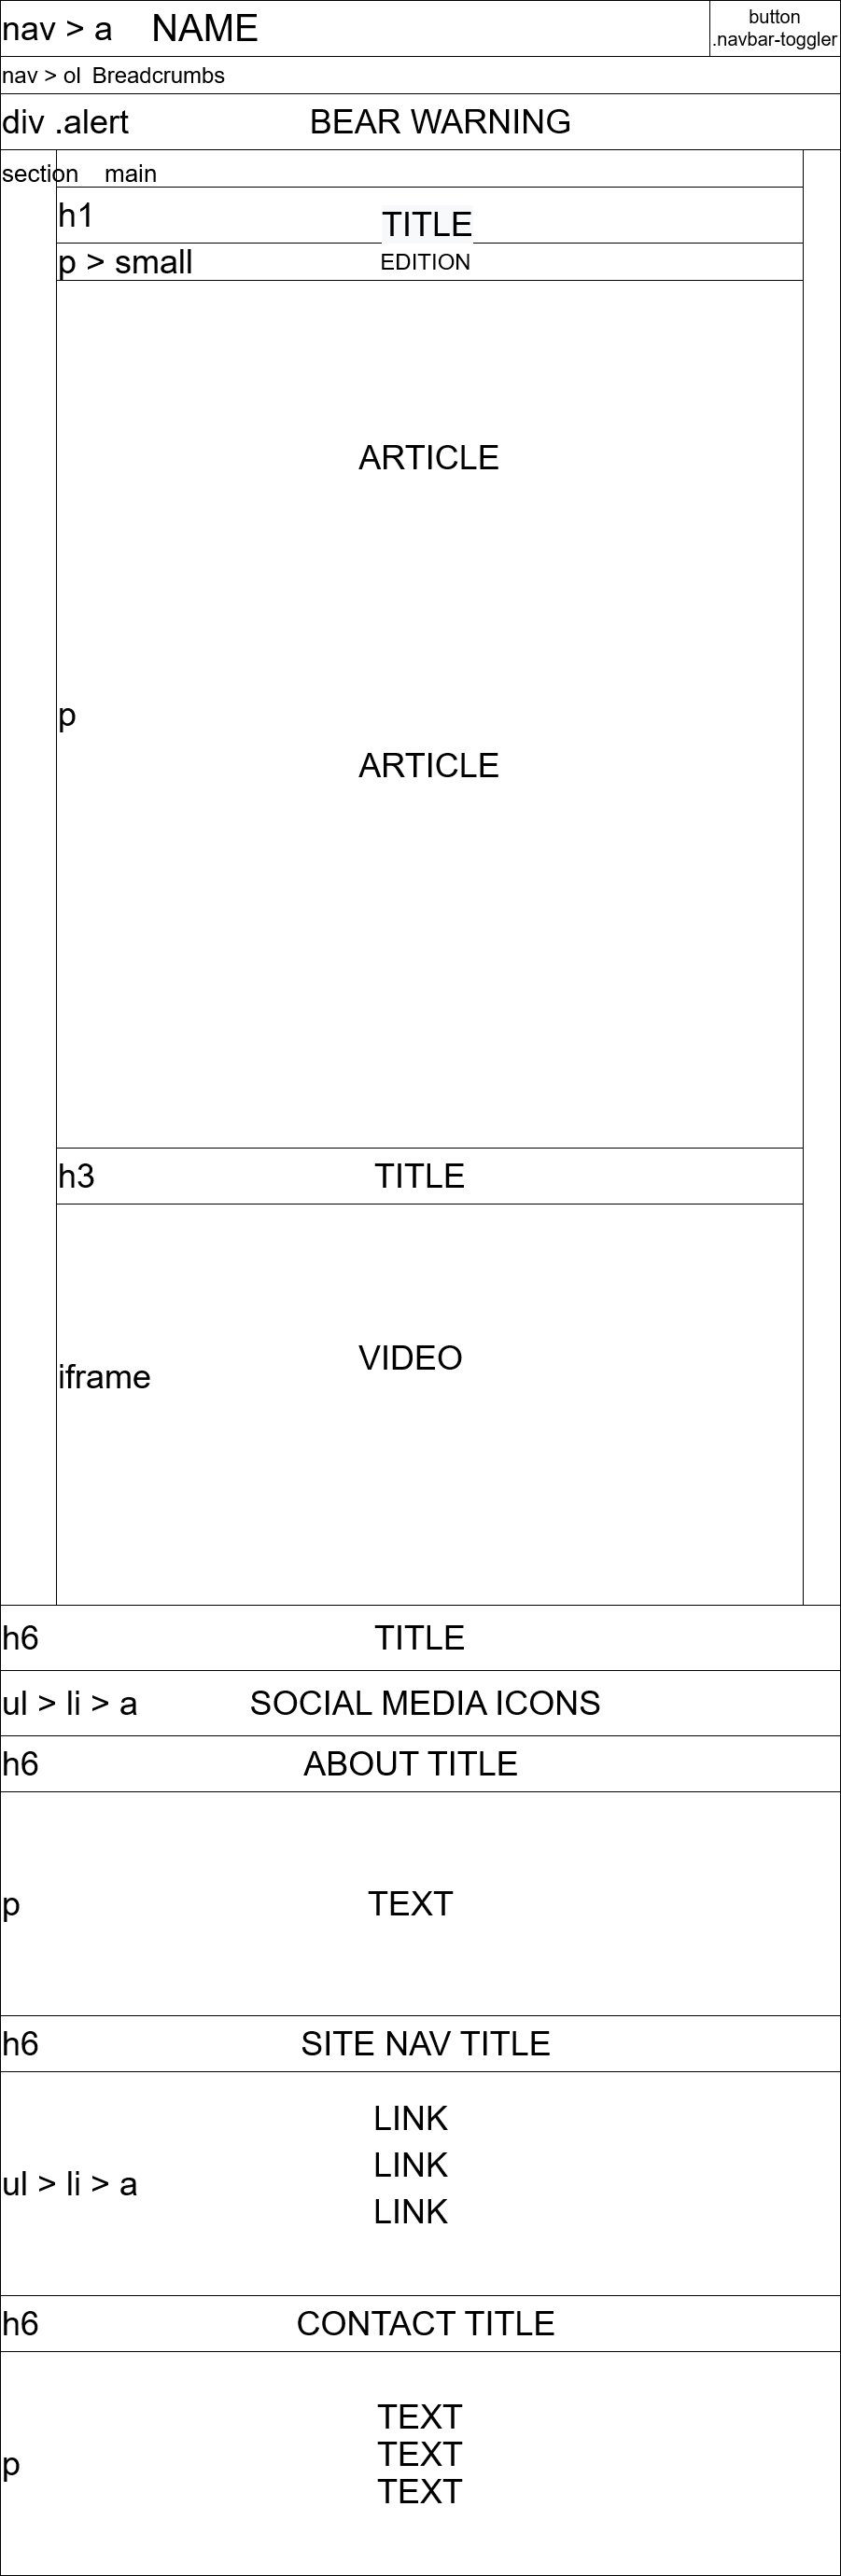 nav > a NAME
button
.navbar-toggler
nav > ol Breadcrumbs
div .alert BEAR WARNING
section main
h1 TITLE
p > small EDITION
ARTICLE
p
ARTICLE
h3 TITLE
VIDEO
iframe
h6 TITLE
ul > li > a SOCIAL MEDIA ICONS
h6 ABOUT TITLE
p TEXT
h6 SITE NAV TITLE
LINK
LINK
ul > li > a
LINK
h6 CONTACT TITLE
TEXT
TEXT
p
TEXT